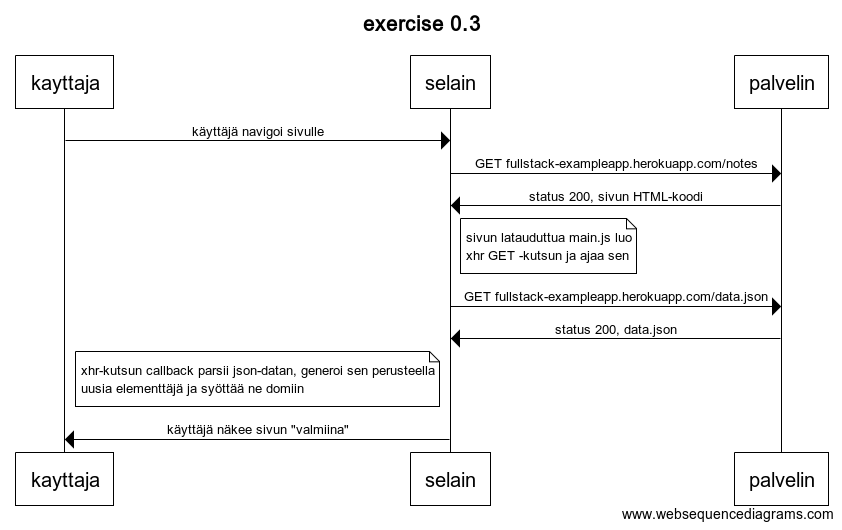 exercise 0.3
kayttaja
selain
palvelin
käyttäjä navigoi sivulle
GET fullstack-exampleapp.herokuapp.com/notes
status 200, sivun HTML-koodi
sivun latauduttua main.js luo
xhr GET -kutsun ja ajaa sen
GET fullstack-exampleapp.herokuapp.com/data.json
status 200, data.json
xhr-kutsun callback parsii json-datan, generoi sen perusteella
uusia elementtäjä ja syöttää ne domiin
käyttäjä näkee sivun "valmiina"
kayttaja
selain
palvelin
www.websequencediagrams.com